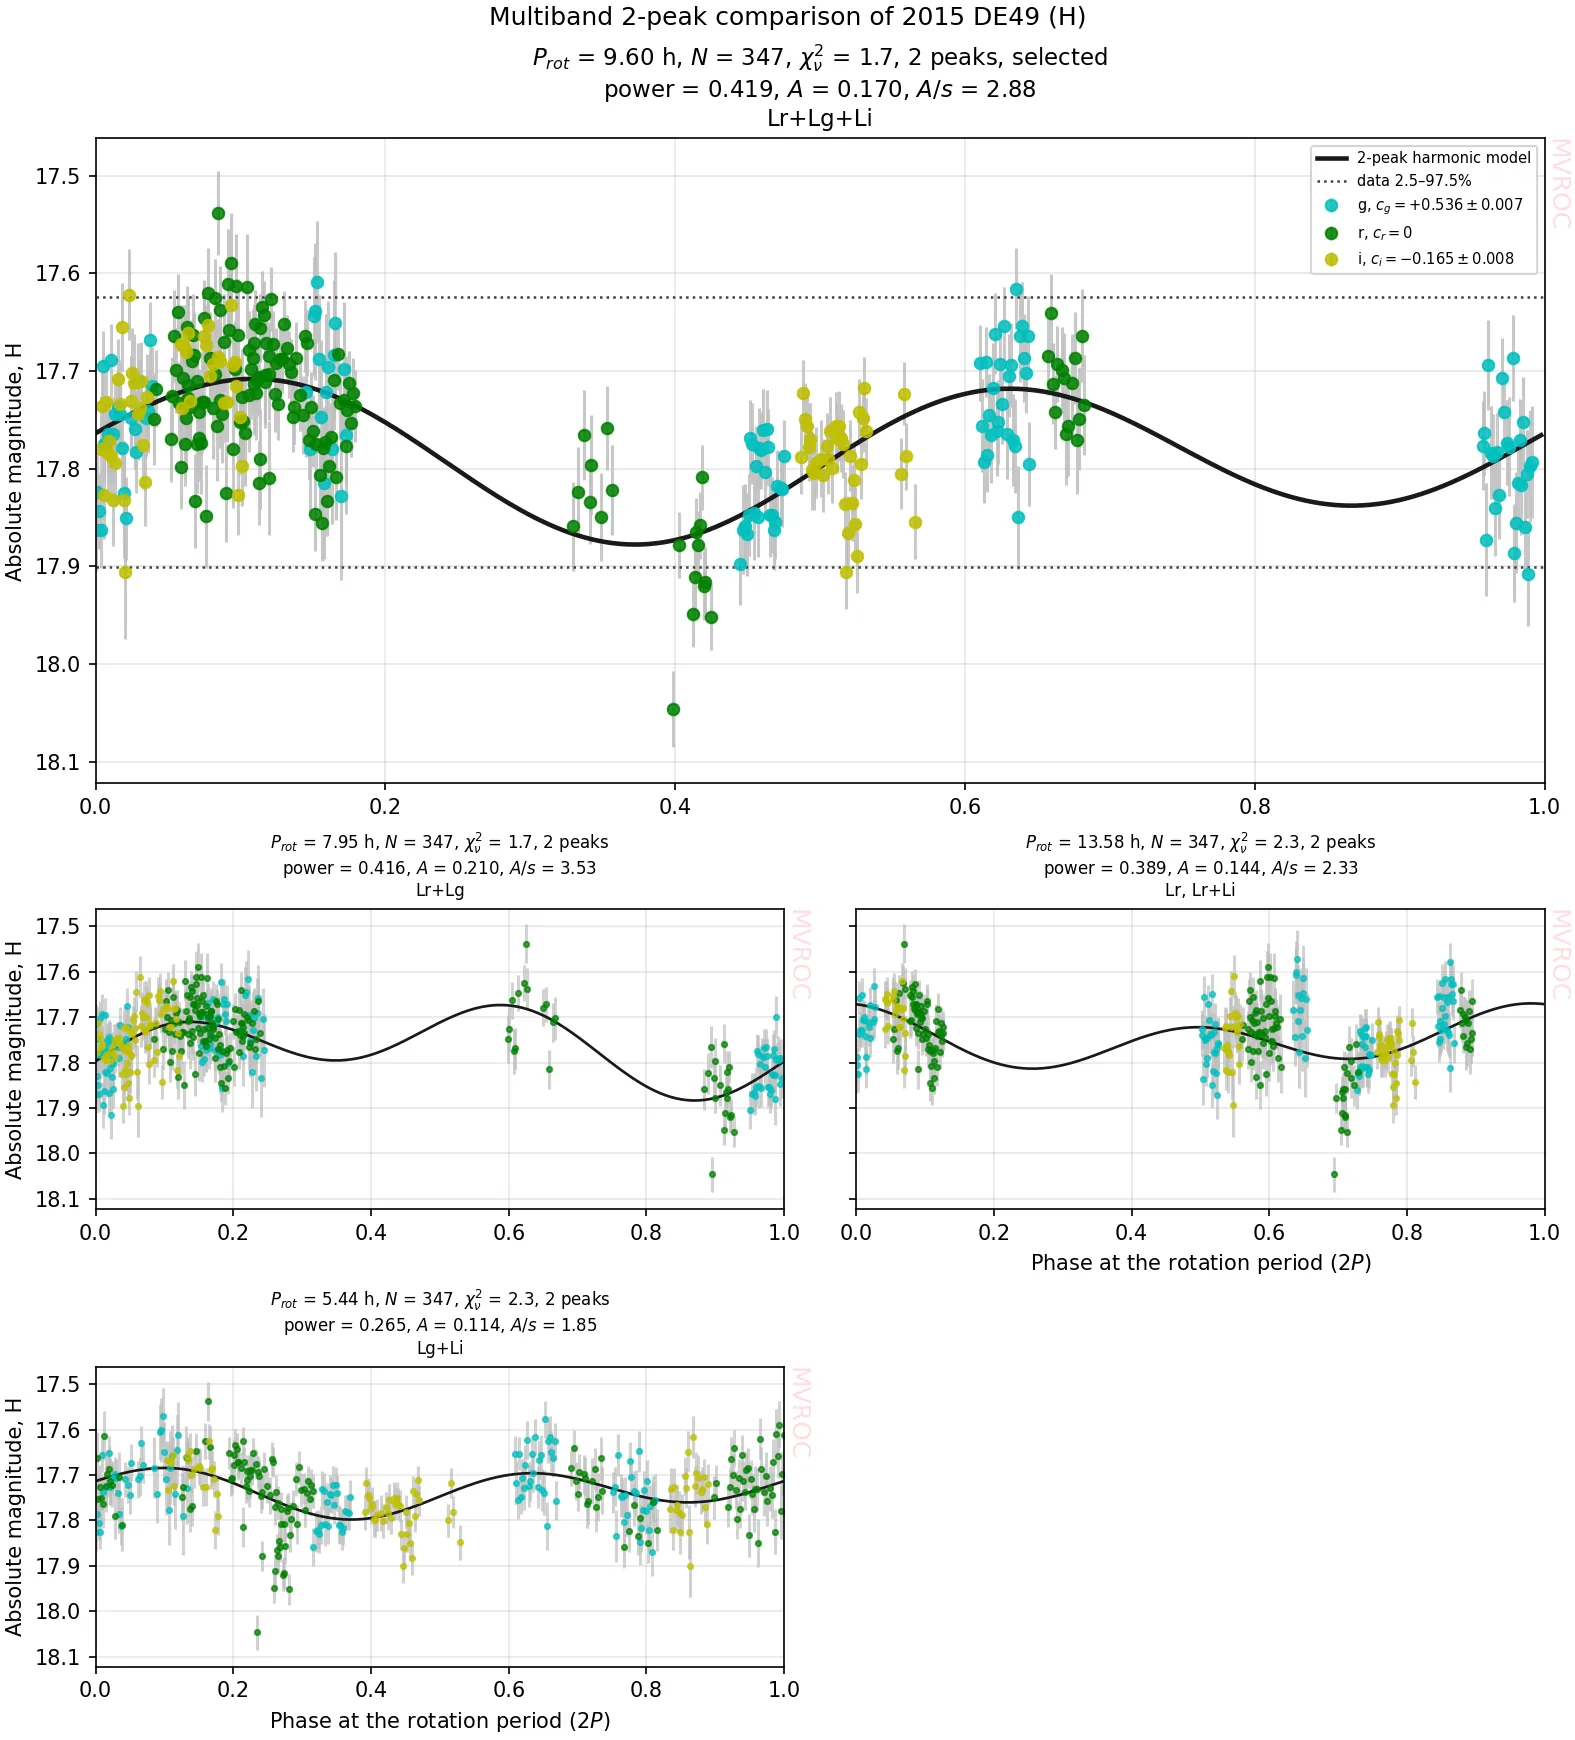 Multiband 2-peak comparison of 2015 DE49 (H)
P_rot = 9.60 h, N = 347, χ²_ν = 1.7, 2 peaks, selected
power = 0.419, A = 0.170, A/s = 2.88
Lr+Lg+Li
17.5
17.6
17.7
17.8
17.9
18.0
18.1
Absolute magnitude, H
2-peak harmonic model
data 2.5–97.5%
g, c_g = +0.536 ± 0.007
r, c_r = 0
i, c_i = −0.165 ± 0.008
MVROC
0.0 0.2 0.4 0.6 0.8 1.0
P_rot = 7.95 h, N = 347, χ²_ν = 1.7, 2 peaks
power = 0.416, A = 0.210, A/s = 3.53
Lr+Lg
17.5
17.6
17.7
17.8
17.9
18.0
18.1
Absolute magnitude, H
MVROC
0.0 0.2 0.4 0.6 0.8 1.0
P_rot = 13.58 h, N = 347, χ²_ν = 2.3, 2 peaks
power = 0.389, A = 0.144, A/s = 2.33
Lr, Lr+Li
MVROC
0.0 0.2 0.4 0.6 0.8 1.0
Phase at the rotation period (2P)
P_rot = 5.44 h, N = 347, χ²_ν = 2.3, 2 peaks
power = 0.265, A = 0.114, A/s = 1.85
Lg+Li
17.5
17.6
17.7
17.8
17.9
18.0
18.1
Absolute magnitude, H
MVROC
0.0 0.2 0.4 0.6 0.8 1.0
Phase at the rotation period (2P)